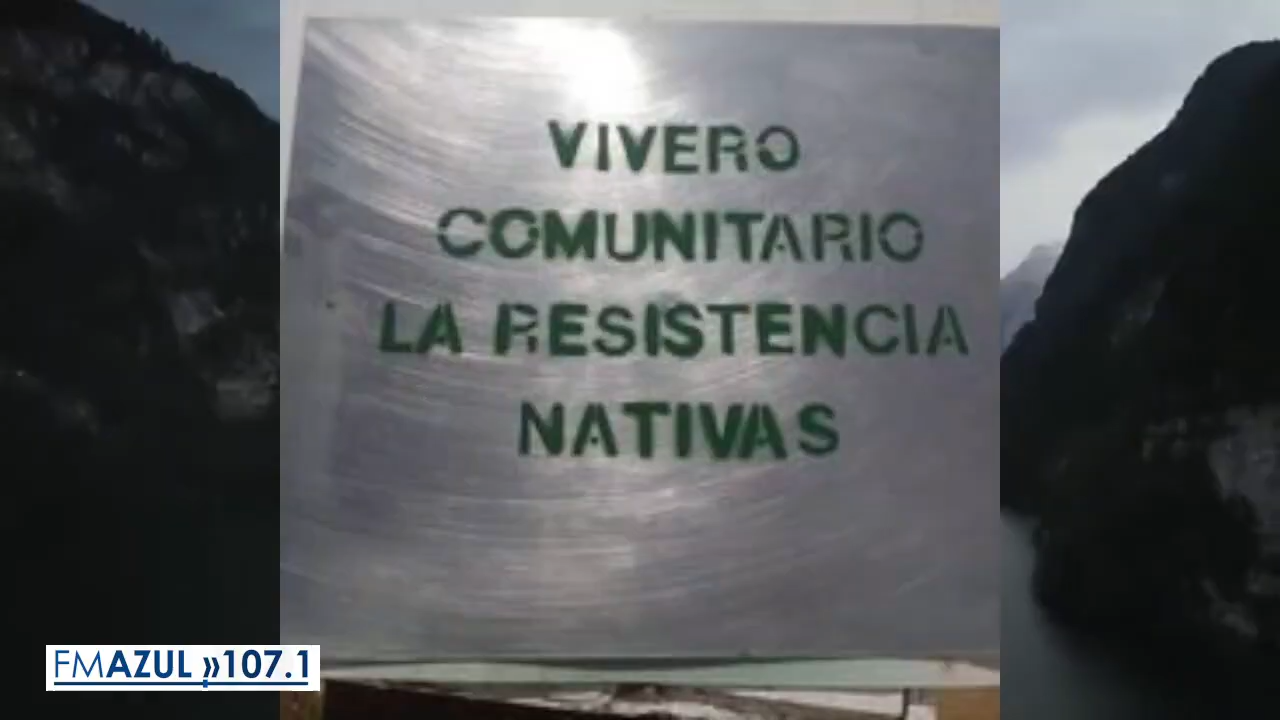 VIVERO
COMUNITARIO
LA RESISTENCIA
NATIVAS
FMAZUL »107.1